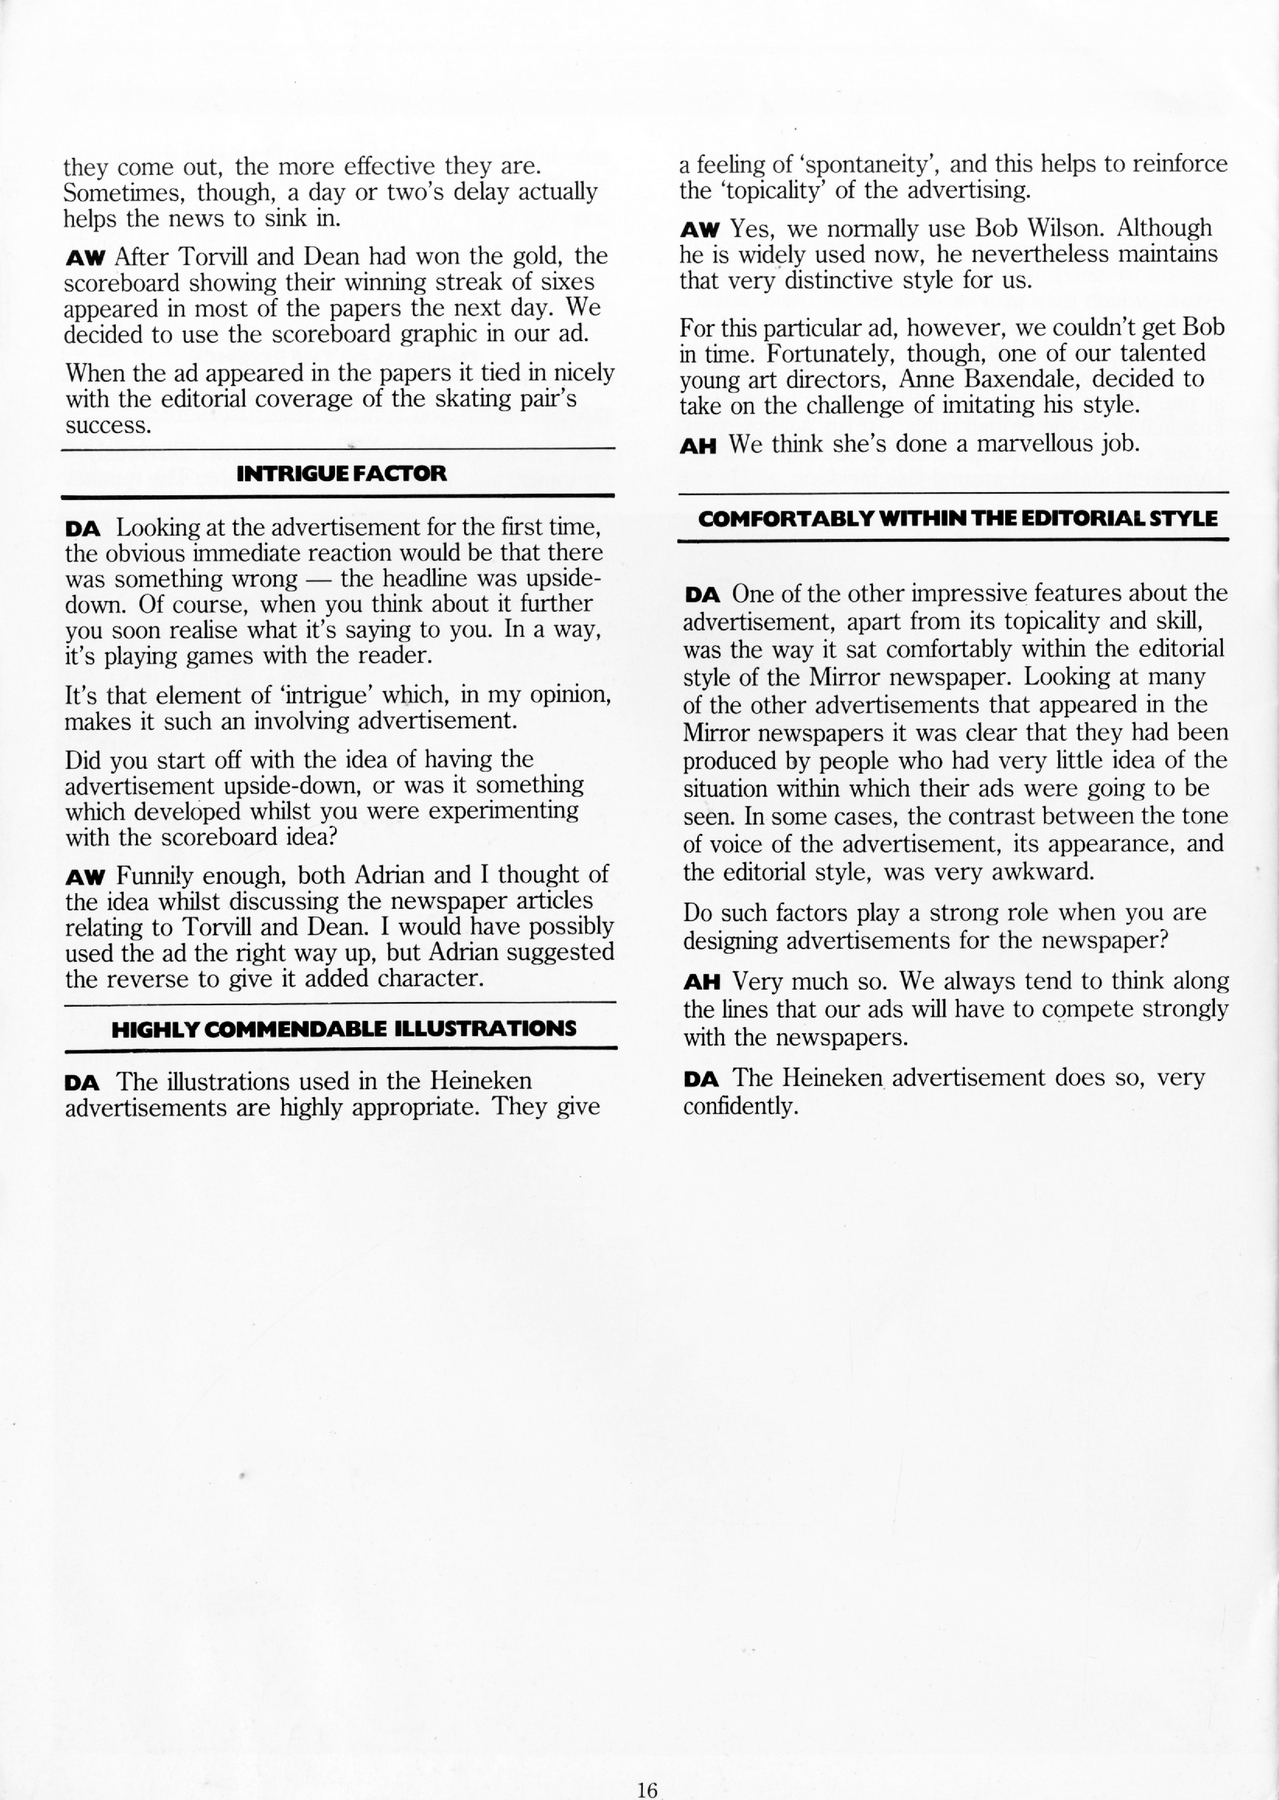 they come out, the more effective they are.
Sometimes, though, a day or two's delay actually
helps the news to sink in.
AW After Torvill and Dean had won the gold, the
scoreboard showing their winning streak of sixes
appeared in most of the papers the next day. We
decided to use the scoreboard graphic in our ad.
When the ad appeared in the papers it tied in nicely
with the editorial coverage of the skating pair's
success.
INTRIGUE FACTOR
DA Looking at the advertisement for the first time,
the obvious immediate reaction would be that there
was something wrong — the headline was upside-
down. Of course, when you think about it further
you soon realise what it's saying to you. In a way,
it's playing games with the reader.
It's that element of ‘intrigue’ which, in my opinion,
makes it such an involving advertisement.
Did you start off with the idea of having the
advertisement upside-down, or was it something
which developed whilst you were experimenting
with the scoreboard idea?
AW Funnily enough, both Adrian and I thought of
the idea whilst discussing the newspaper articles
relating to Torvill and Dean. I would have possibly
used the ad the right way up, but Adrian suggested
the reverse to give it added character.
HIGHLY COMMENDABLE ILLUSTRATIONS
DA The illustrations used in the Heineken
advertisements are highly appropriate. They give
a feeling of ‘spontaneity’, and this helps to reinforce
the ‘topicality’ of the advertising.
AW Yes, we normally use Bob Wilson. Although
he is widely used now, he nevertheless maintains
that very distinctive style for us.
For this particular ad, however, we couldn't get Bob
in time. Fortunately, though, one of our talented
young art directors, Anne Baxendale, decided to
take on the challenge of imitating his style.
AH We think she's done a marvellous job.
COMFORTABLY WITHIN THE EDITORIAL STYLE
DA One of the other impressive features about the
advertisement, apart from its topicality and skill,
was the way it sat comfortably within the editorial
style of the Mirror newspaper. Looking at many
of the other advertisements that appeared in the
Mirror newspapers it was clear that they had been
produced by people who had very little idea of the
situation within which their ads were going to be
seen. In some cases, the contrast between the tone
of voice of the advertisement, its appearance, and
the editorial style, was very awkward.
Do such factors play a strong role when you are
designing advertisements for the newspaper?
AH Very much so. We always tend to think along
the lines that our ads will have to compete strongly
with the newspapers.
DA The Heineken advertisement does so, very
confidently.
16